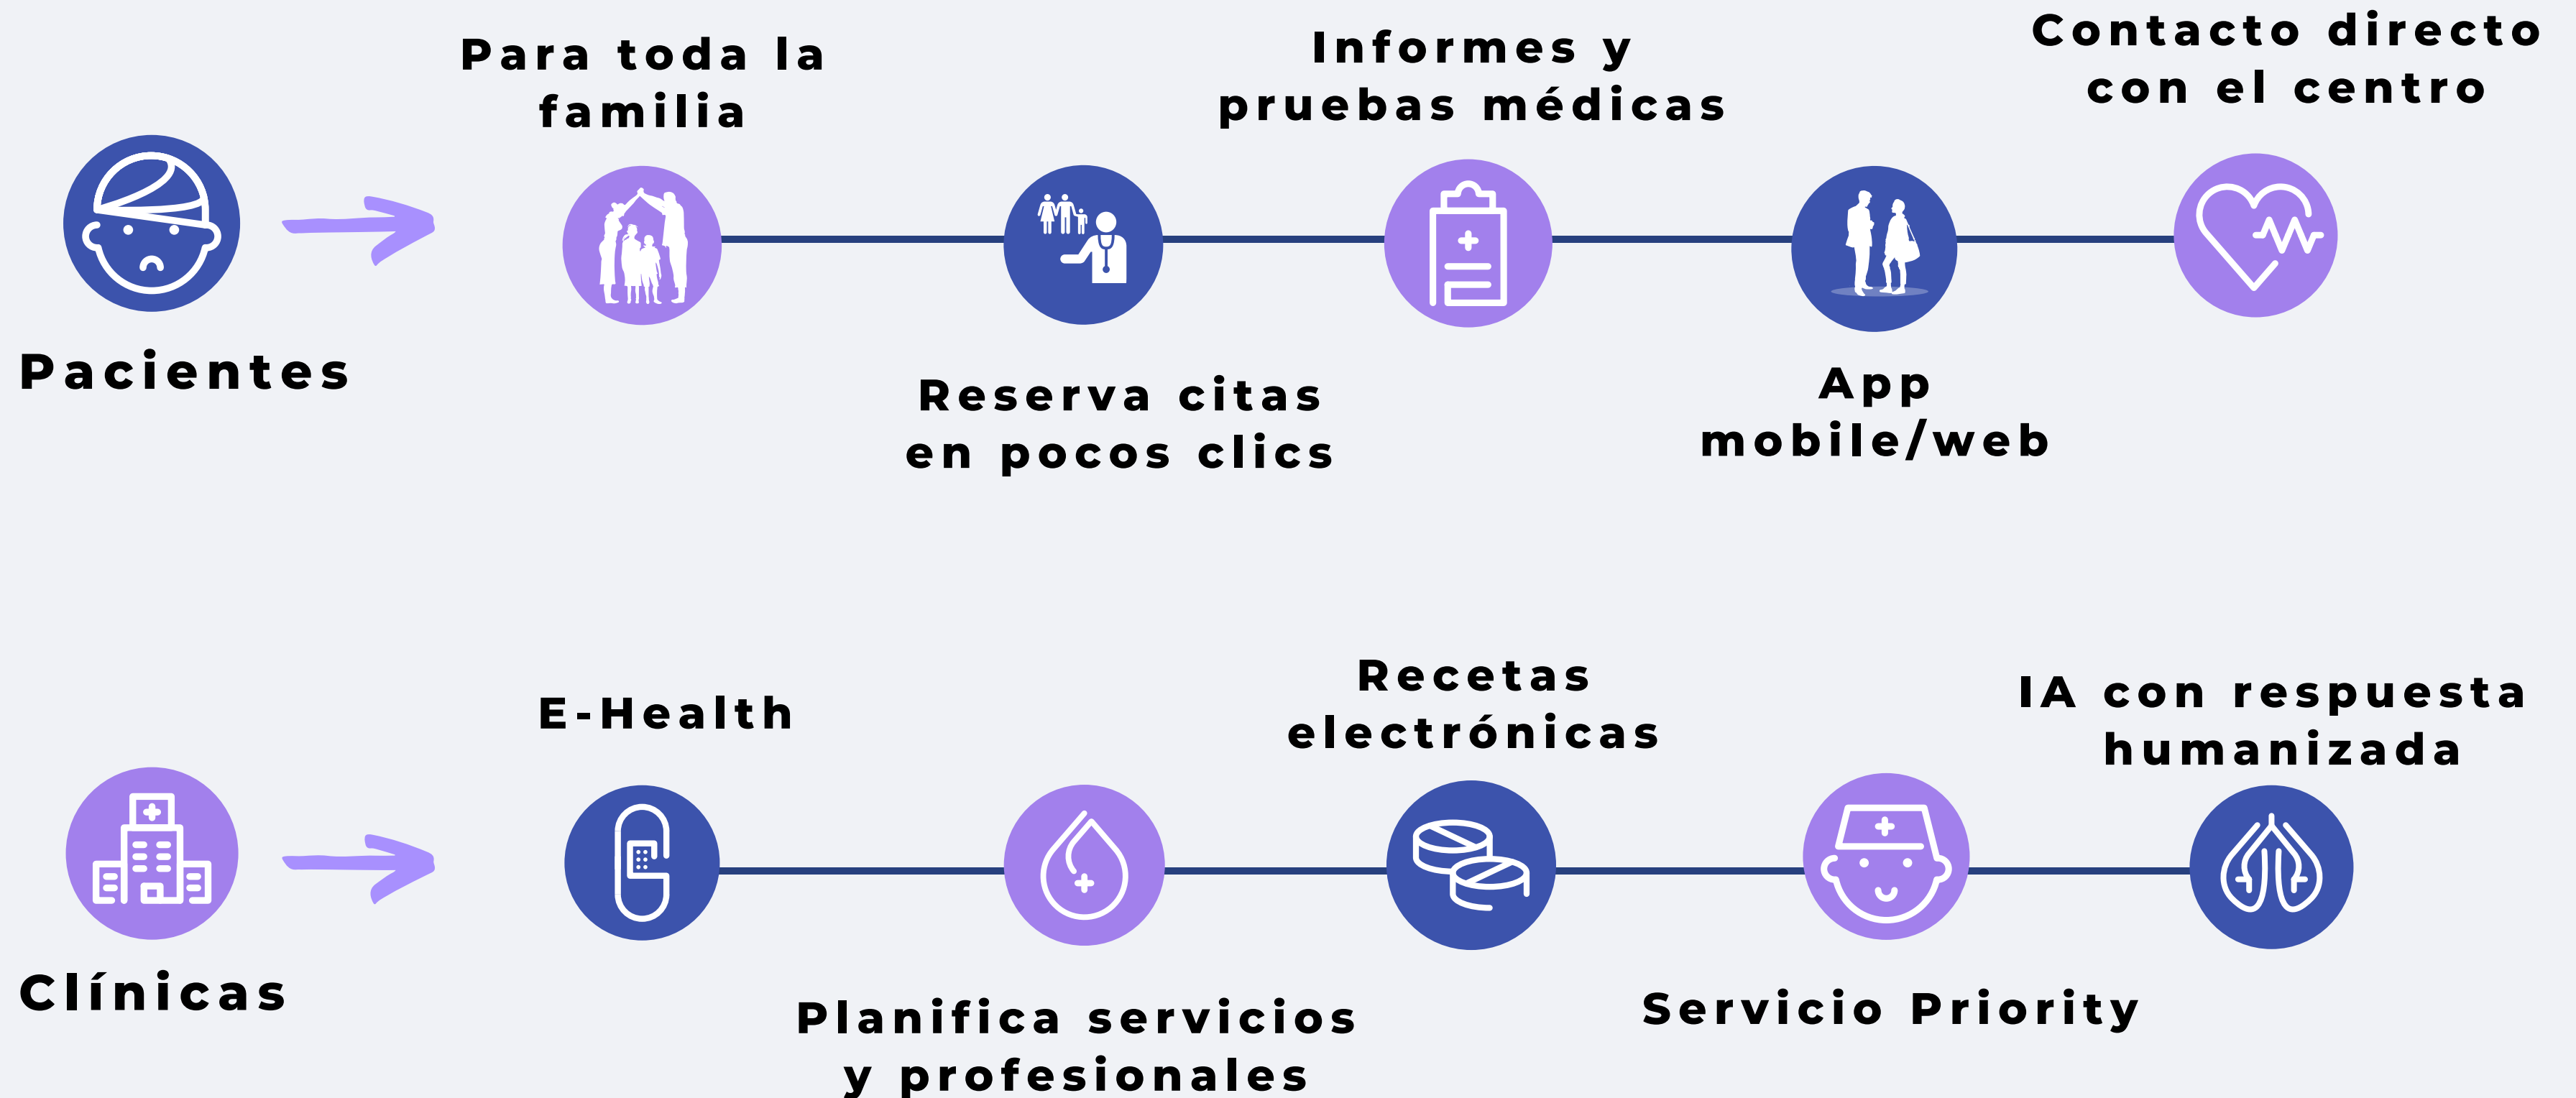 Pacientes
Para toda la
familia
Reserva citas
en pocos clics
Informes y
pruebas médicas
App
mobile/web
Contacto directo
con el centro
Clínicas
E-Health
Planifica servicios
y profesionales
Recetas
electrónicas
Servicio Priority
IA con respuesta
humanizada